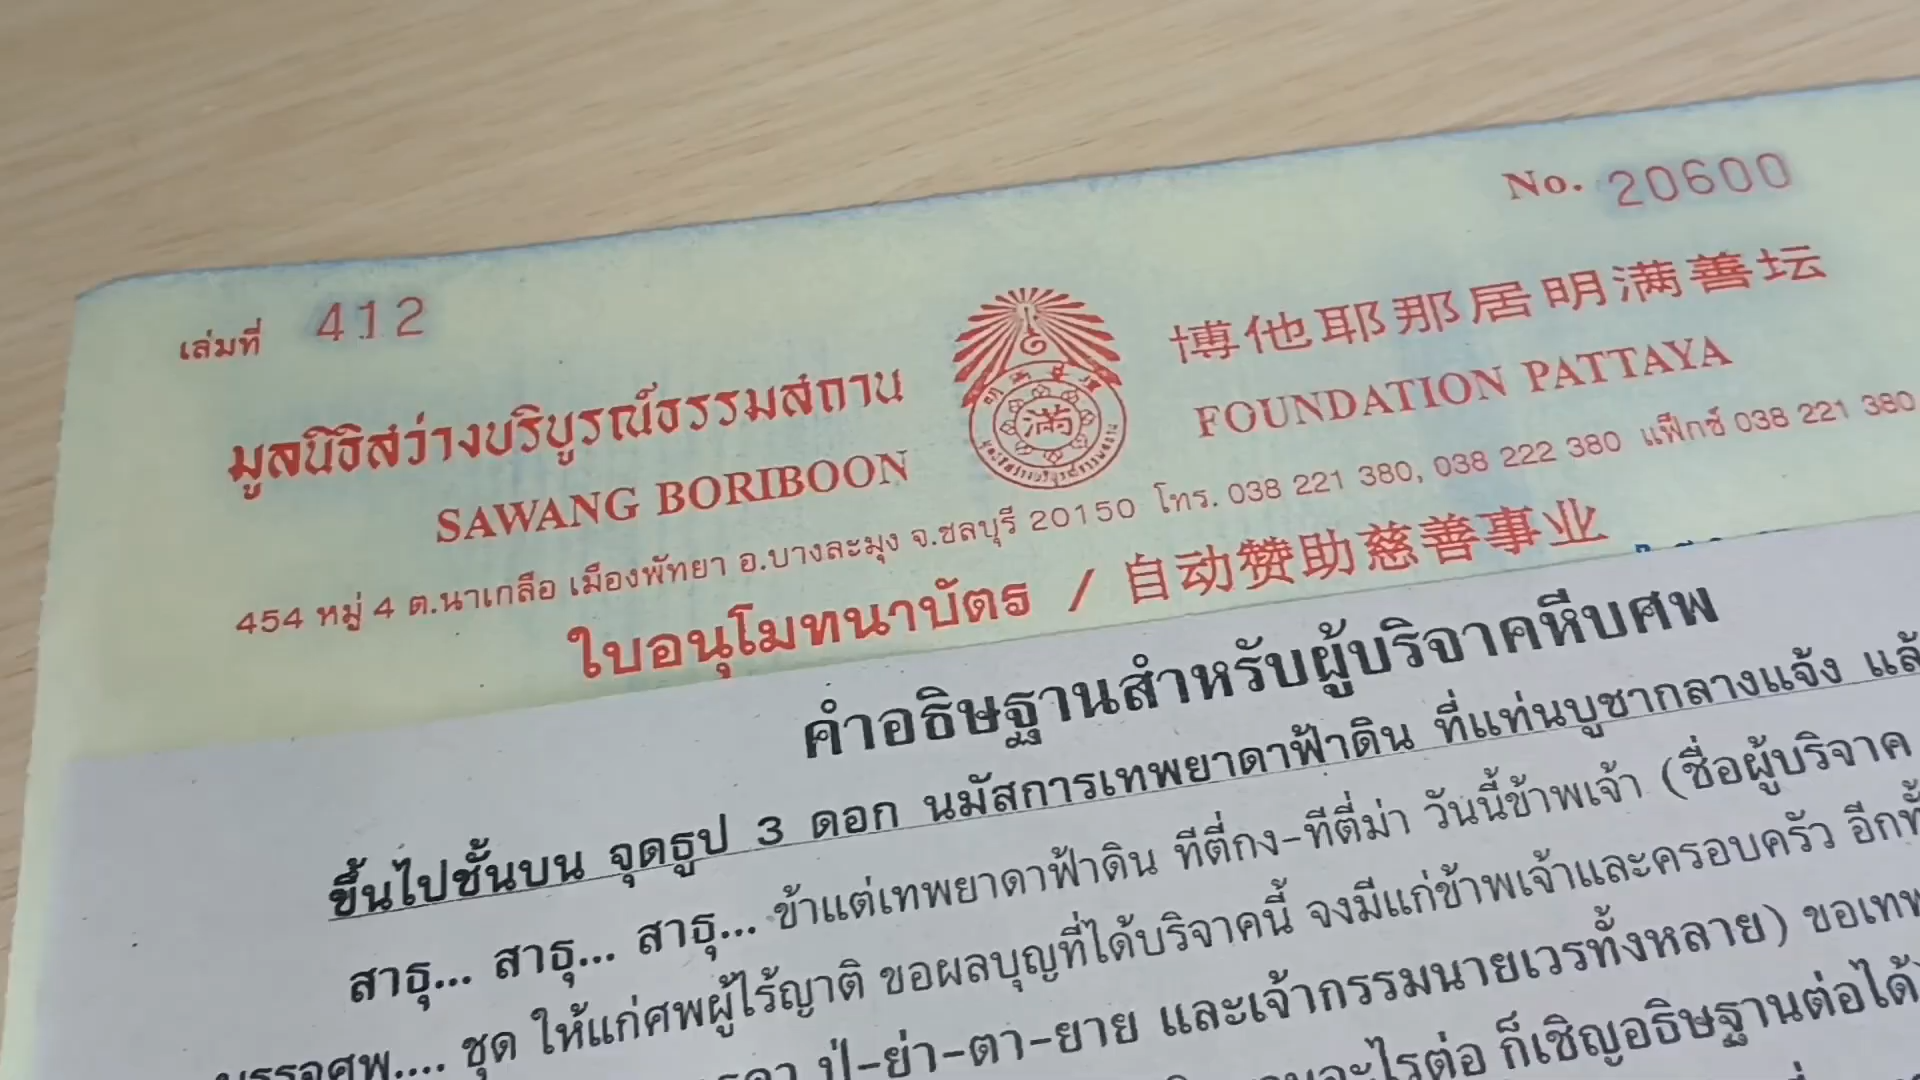 No. 20600
เล่มที่ 412
มูลนิธิสว่างบริบูรณ์ธรรมสถาน 博他耶那居明满善坛
SAWANG BORIBOON FOUNDATION PATTAYA
满
454 หมู่ 4 ต.นาเกลือ เมืองพัทยา อ.บางละมุง จ.ชลบุรี 20150 โทร. 038 221 380, 038 222 380 แฟ็กซ์ 038 221 380
ใบอนุโมทนาบัตร / 自动赞助慈善事业
คำอธิษฐานสำหรับผู้บริจาคหีบศพ
ขึ้นไปชั้นบน จุดธูป 3 ดอก นมัสการเทพยาดาฟ้าดิน ที่แท่นบูชากลางแจ้ง
สาธุ... สาธุ... สาธุ... ข้าแต่เทพยาดาฟ้าดิน ทีตี่กง-ทีตี่ม่า วันนี้ข้าพเจ้า (ชื่อผู้บริจาค
ชุด ให้แก่ศพผู้ไร้ญาติ ขอผลบุญที่ได้บริจาคนี้ จงมีแก่ข้าพเจ้าและครอบครัว
ปู่-ย่า-ตา-ยาย และเจ้ากรรมนายเวรทั้งหลาย)
ก็เชิญอธิษฐานต่อได้